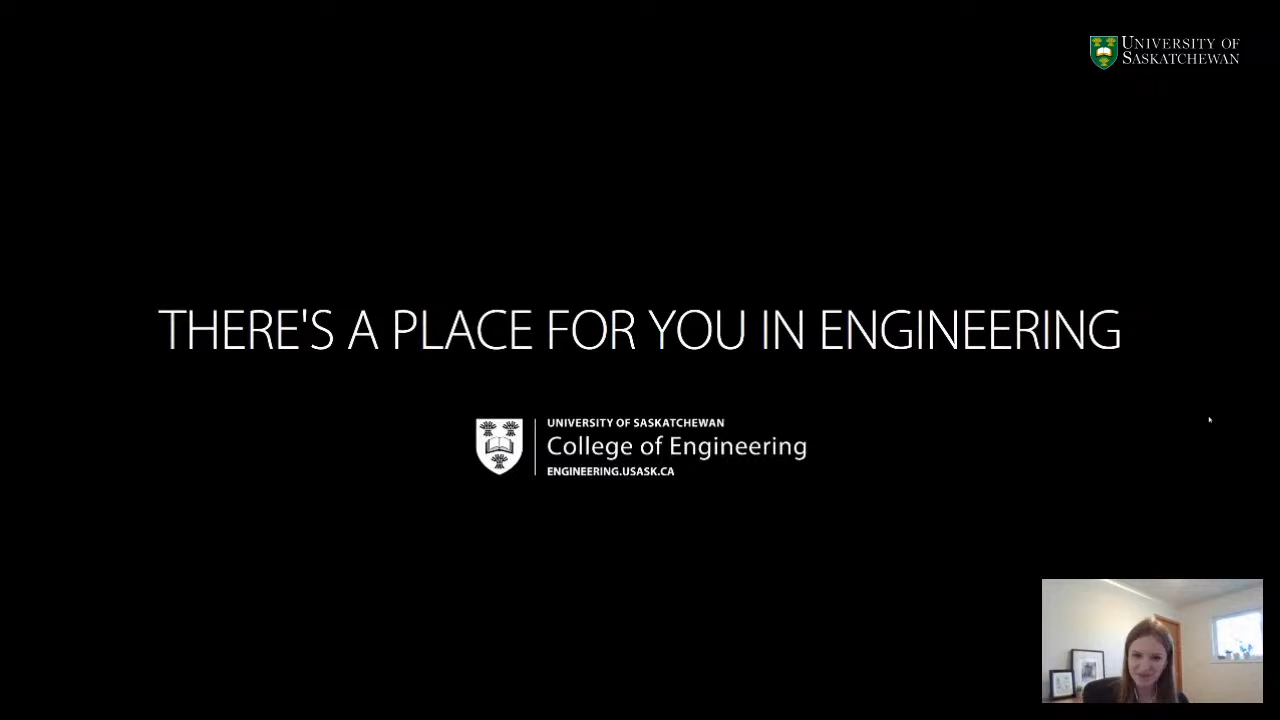 UNIVERSITY OF
SASKATCHEWAN
THERE'S A PLACE FOR YOU IN ENGINEERING
UNIVERSITY OF SASKATCHEWAN
College of Engineering
ENGINEERING.USASK.CA